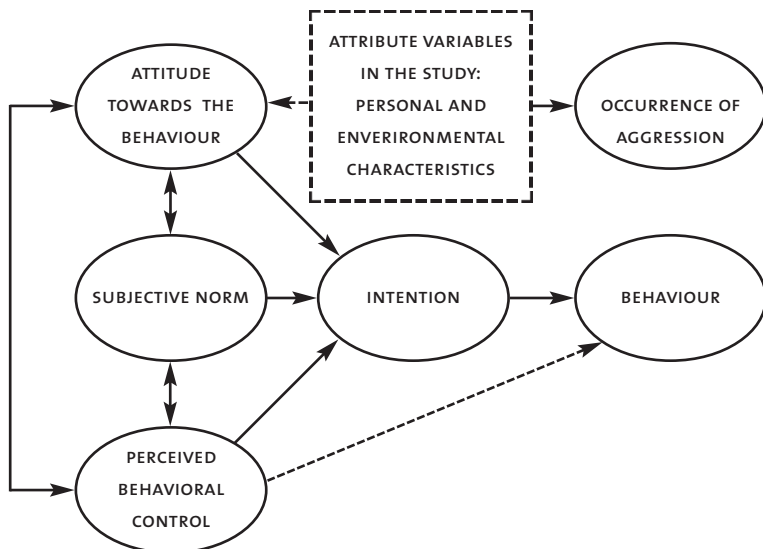 ATTITUDE
TOWARDS THE
BEHAVIOUR
ATTRIBUTE VARIABLES
IN THE STUDY:
PERSONAL AND
ENVERIRONMENTAL
CHARACTERISTICS
OCCURRENCE OF
AGGRESSION
SUBJECTIVE NORM
INTENTION
BEHAVIOUR
PERCEIVED
BEHAVIORAL
CONTROL